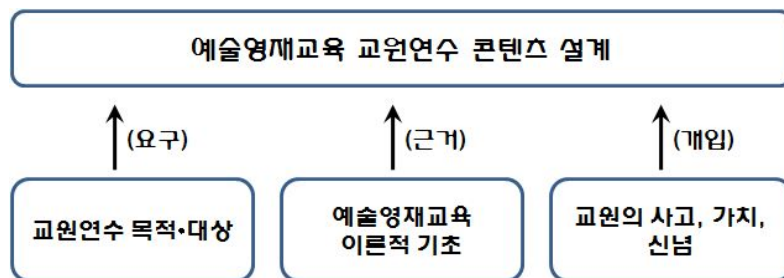 예술영재교육 교원연수 콘텐츠 설계
(요구)
(근거)
(개입)
교원연수 목적·대상
예술영재교육
이론적 기초
교원의 사고, 가치,
신념